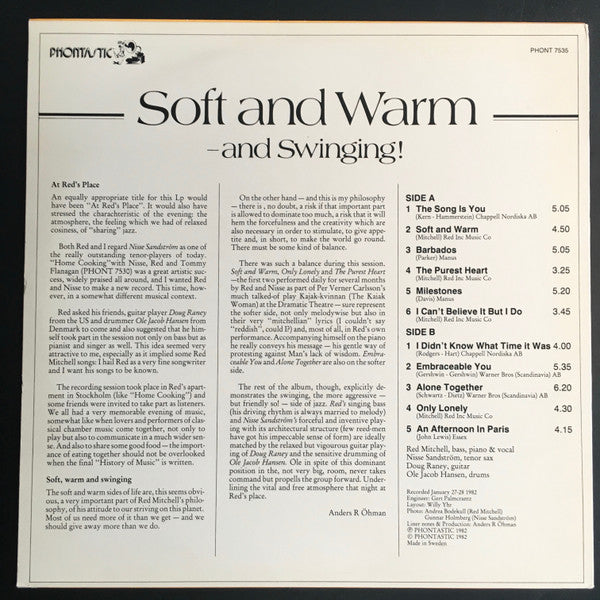 PHONTASTIC
PHONT 7535
Soft and Warm
–and Swinging!
At Red's Place
An equally appropriate title for this Lp would
have been "At Red's Place". It would also have
stressed the charachteristic of the evening: the
atmosphere, the feeling which we had of relaxed
cosiness, of "sharing" jazz.
Both Red and I regard Nisse Sandström as one of
the really outstanding tenor-players of today.
"Home Cooking" with Nisse, Red and Tommy
Flanagan (PHONT 7530) was a great artistic suc-
cess, widely praised all around, and I wanted Red
and Nisse to make a new record. This time, how-
ever, in a somewhat different musical context.
Red asked his friends, guitar player Doug Raney
from the US and drummer Ole Jacob Hansen from
Denmark to come and also suggested that he him-
self took part in the session not only on bass but as
pianist and singer as well. This idea seemed very
attractive to me, especially as it implied some Red
Mitchell songs: I hail Red as a very fine songwriter
and I want his songs to be known.
The recording session took place in Red's apart-
ment in Stockholm (like "Home Cooking") and
some friends were invited to take part as listeners.
We all had a very memorable evening of music,
somewhat like when lovers and performers of clas-
sical chamber music come together, not only to
play but also to communicate in a much wider sen-
se. And also to share some good food — the import-
ance of eating together should not be overlooked
when the final "History of Music" is written.
Soft, warm and swinging
The soft and warm sides of life are, this seems obvi-
ous, a very important part of Red Mitchell's philo-
sophy, of his attitude to our striving on this planet.
Most of us need more of it than we get — and we
should give away more than we do.
On the other hand — and this is my philosophy
— there is, no doubt, a risk if that important part
is allowed to dominate too much, a risk that it will
hem the forcefulness and the creativity which are
also necessary in order to stimulate, to give appe-
tite and, in short, to make the world go round.
There must be some kind of balance.
There was such a balance during this session.
Soft and Warm, Only Lonely and The Purest Heart
—the first two performed daily for several months
by Red and Nisse as part of Per Verner Carlsson's
much talked-of play Kajak-kvinnan (The Kaiak
Woman) at the Dramatic Theatre — sure represent
the softer side, not only melodywise but also in
their very "mitchellian" lyrics (I couldn't say
"reddish", could I?) and, most of all, in Red's own
performance. Accompanying himself on the piano
he really conveys his message — his gentle way of
protesting against Man's lack of wisdom. Embra-
ceable You and Alone Together are also on the softer
side.
The rest of the album, though, explicitly de-
monstrates the swinging, the more aggressive —
but friendly so! — side of jazz. Red's singing bass
(his driving rhythm is always married to melody)
and Nisse Sandström's forceful and inventive play-
ing with its architectural structure (few reed-men
have got his impeccable sense of form) are ideally
matched by the relaxed but vigourous guitar play-
ing of Doug Raney and the sensitive drumming of
Ole Jacob Hansen. Ole in spite of this dominant
position in the, not very big, room, never takes
command but propells the group forward. Under-
lining the vital and free atmosphere that night at
Red's place.
Anders R Öhman
SIDE A
1 The Song Is You 5.05
(Kern - Hammerstein) Chappell Nordiska AB
2 Soft and Warm 4.50
(Mitchell) Red Inc Music Co
3 Barbados 5.05
(Parker) Manus
4 The Purest Heart 3.25
(Mitchell) Red Inc Music Co
5 Milestones 5.20
(Davis) Manus
6 I Can't Believe It But I Do 3.45
(Mitchell) Red Inc Music Co
SIDE B
1 I Didn't Know What Time it Was 4.00
(Rodgers - Hart) Chappell Nordiska AB
2 Embraceable You 5.35
(Gershwin - Gershwin) Warner Bros (Scandinavia) AB
3 Alone Together 6.20
(Schwartz - Dietz) Warner Bros (Scandinavia) AB
4 Only Lonely 4.30
(Mitchell) Red Inc Music Co
5 An Afternoon In Paris 4.15
(John Lewis) Essex
Red Mitchell, bass, piano & vocal
Nisse Sandström, tenor sax
Doug Raney, guitar
Ole Jacob Hansen, drums
Recorded January 27-28 1982
Engineer: Gert Palmcrantz
Layout: Willy Yhr
Photo: Andrea Bodekull (Red Mitchell)
Gunnar Holmberg (Nisse Sandström)
Liner notes & Production: Anders R Öhman
℗ PHONTASTIC 1982
© PHONTASTIC 1982
Made in Sweden